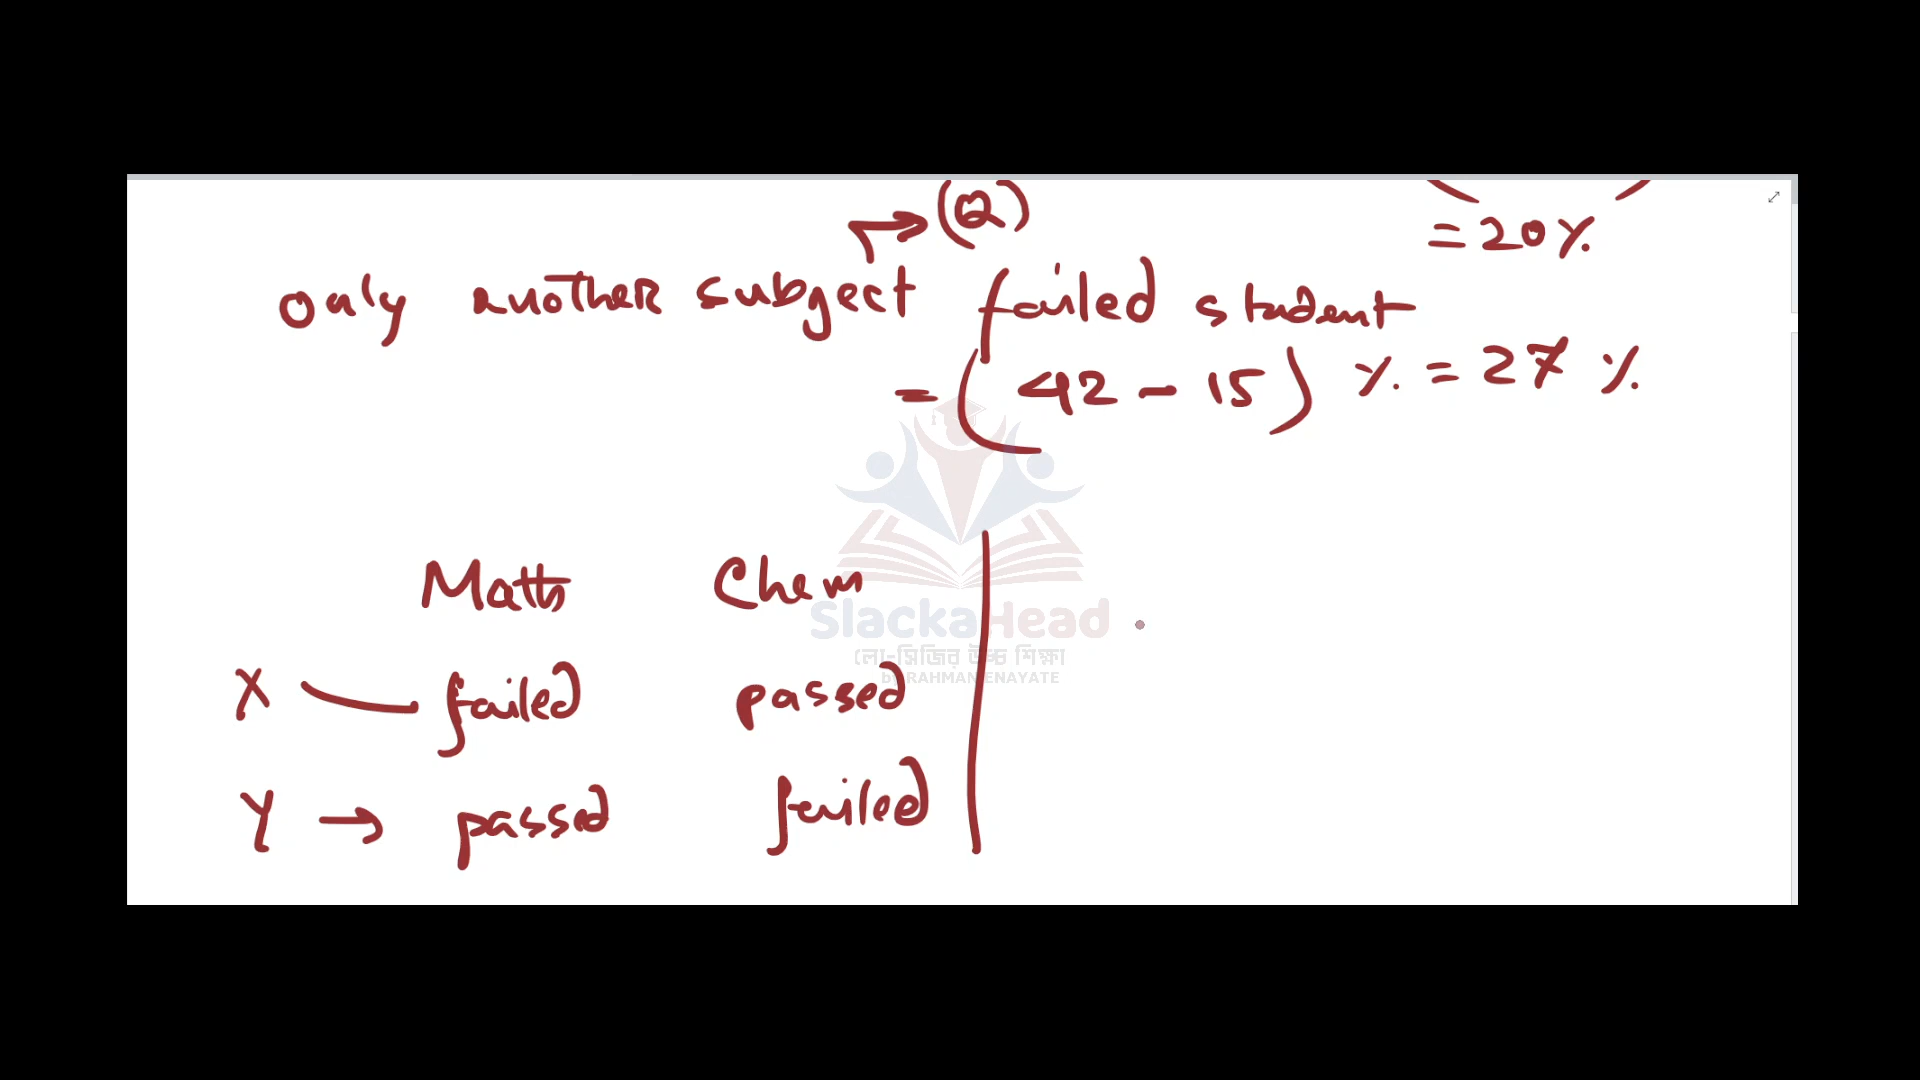 (Q)
= 20%
only another subject failed student
= (42 - 15) % = 27 %
Math Chem
X failed passed
Y → passed failed
SlackaHead
লো-সিজির উচ্চ শিক্ষা
by RAHMAN ENAYATE